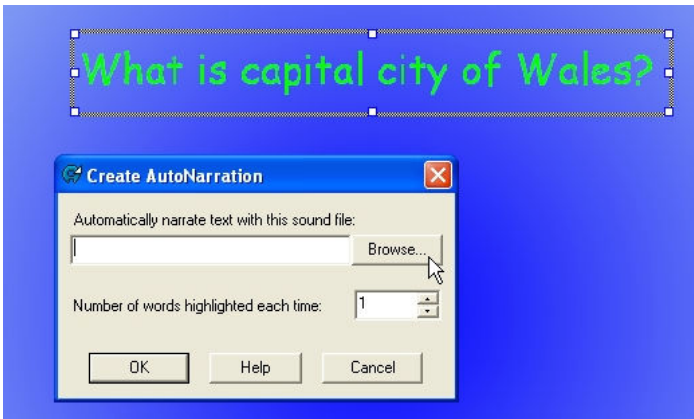 What is capital city of Wales?
Create AutoNarration
Automatically narrate text with this sound file:
Browse...
Number of words highlighted each time: 1
OK Help Cancel